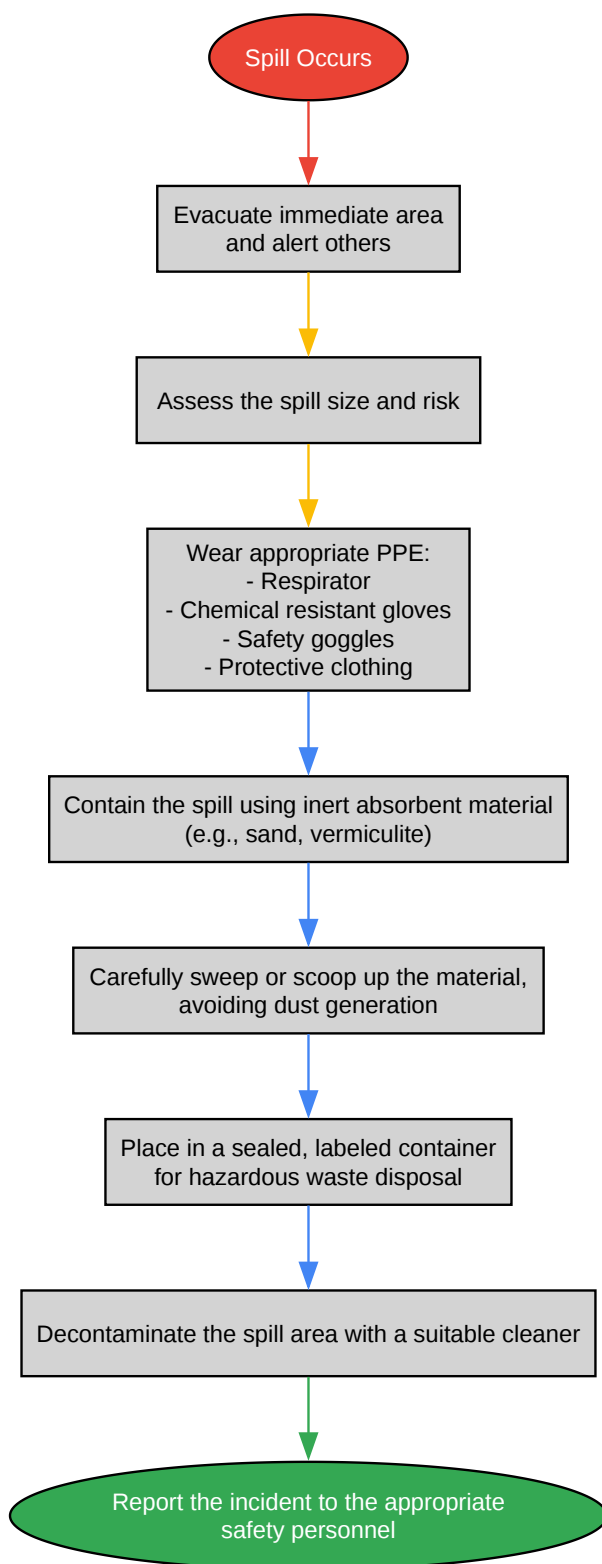 Spill Occurs
Evacuate immediate area
and alert others
Assess the spill size and risk
Wear appropriate PPE:
- Respirator
- Chemical resistant gloves
- Safety goggles
- Protective clothing
Contain the spill using inert absorbent material
(e.g., sand, vermiculite)
Carefully sweep or scoop up the material,
avoiding dust generation
Place in a sealed, labeled container
for hazardous waste disposal
Decontaminate the spill area with a suitable cleaner
Report the incident to the appropriate
safety personnel